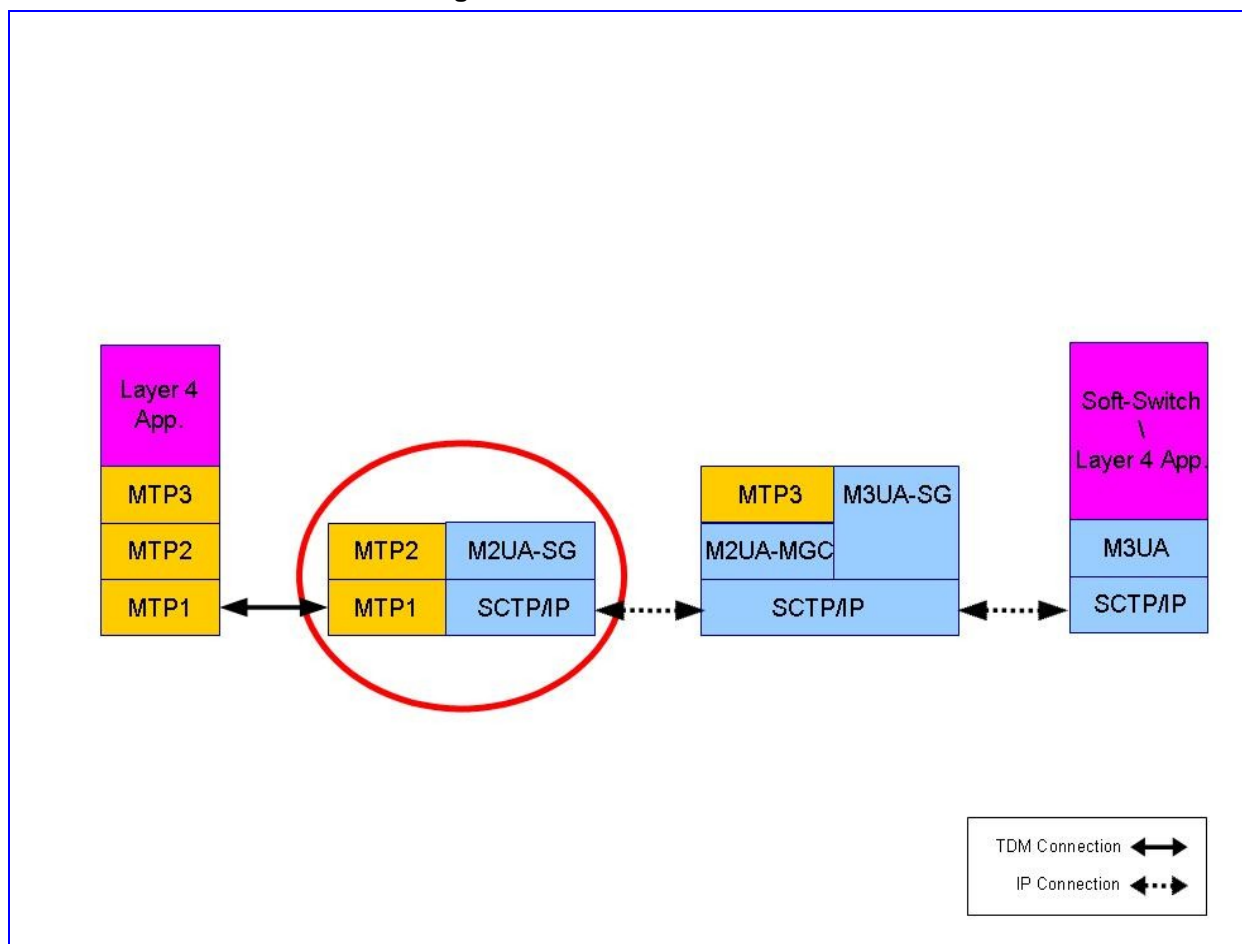 Layer 4
App.
MTP3
MTP2
MTP1
MTP2
M2UA-SG
MTP1
SCTP/IP
MTP3
M3UA-SG
M2UA-MGC
SCTP/IP
Soft-Switch
\
Layer 4 App.
M3UA
SCTP/IP
TDM Connection
IP Connection